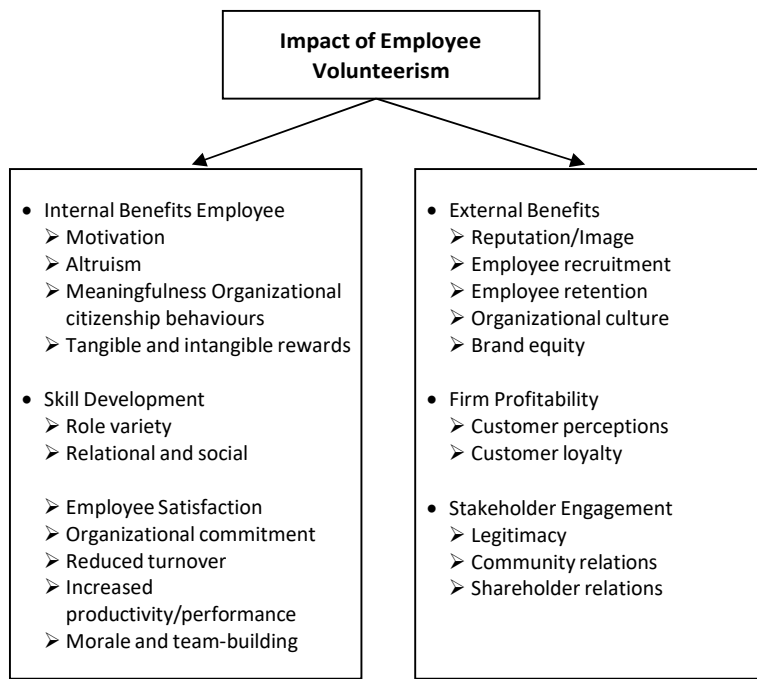 Impact of Employee
Volunteerism
• Internal Benefits Employee
➢ Motivation
➢ Altruism
➢ Meaningfulness Organizational
citizenship behaviours
➢ Tangible and intangible rewards
• Skill Development
➢ Role variety
➢ Relational and social
➢ Employee Satisfaction
➢ Organizational commitment
➢ Reduced turnover
➢ Increased
productivity/performance
➢ Morale and team-building
• External Benefits
➢ Reputation/Image
➢ Employee recruitment
➢ Employee retention
➢ Organizational culture
➢ Brand equity
• Firm Profitability
➢ Customer perceptions
➢ Customer loyalty
• Stakeholder Engagement
➢ Legitimacy
➢ Community relations
➢ Shareholder relations